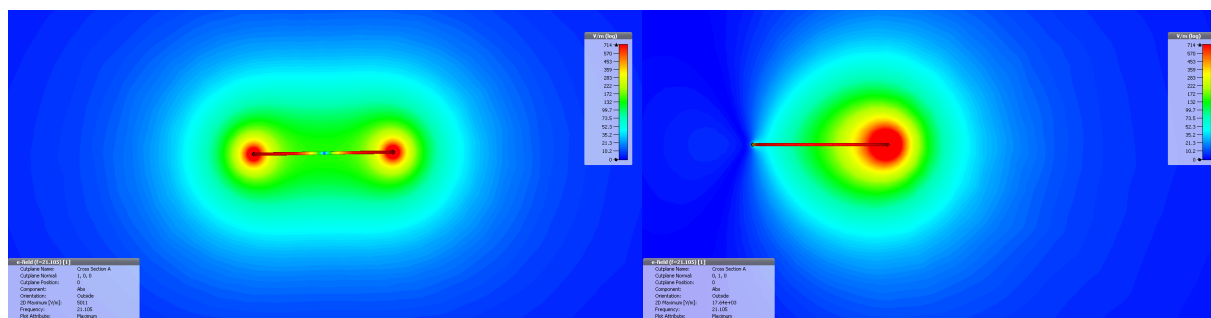 V/m (log)
714
570
453
359
283
222
172
132
99.7
73.5
52.3
35.2
21.3
10.2
0
e-field (f=21.105) [1]
Cutplane Name: Cross Section A
Cutplane Normal: 1, 0, 0
Cutplane Position: 0
Component: Abs
Orientation: Outside
2D Maximum [V/m]: 5011
Frequency: 21.105
Plot Attribute: Maximum
V/m (log)
714
570
453
359
283
222
172
132
99.7
73.5
52.3
35.2
21.3
10.2
0
e-field (f=21.105) [1]
Cutplane Name: Cross Section A
Cutplane Normal: 0, 1, 0
Cutplane Position: 0
Component: Abs
Orientation: Outside
2D Maximum [V/m]: 17.64e+03
Frequency: 21.105
Plot Attribute: Maximum